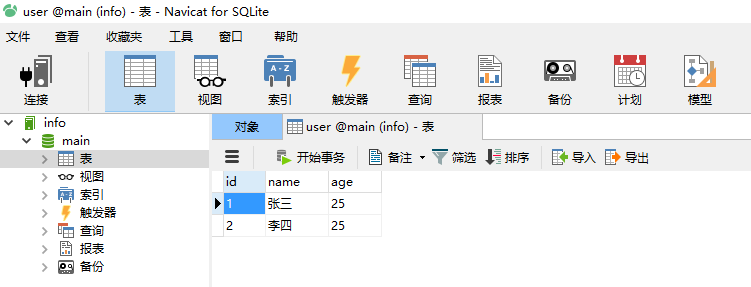 user @main (info) - 表 - Navicat for SQLite
文件 查看 收藏夹 工具 窗口 帮助
连接 表 视图 索引 触发器 查询 报表 备份 计划 模型
info
main
表
视图
索引
触发器
查询
报表
备份
对象 user @main (info) - 表
开始事务 备注 筛选 排序 导入 导出
id name age
1 张三 25
2 李四 25